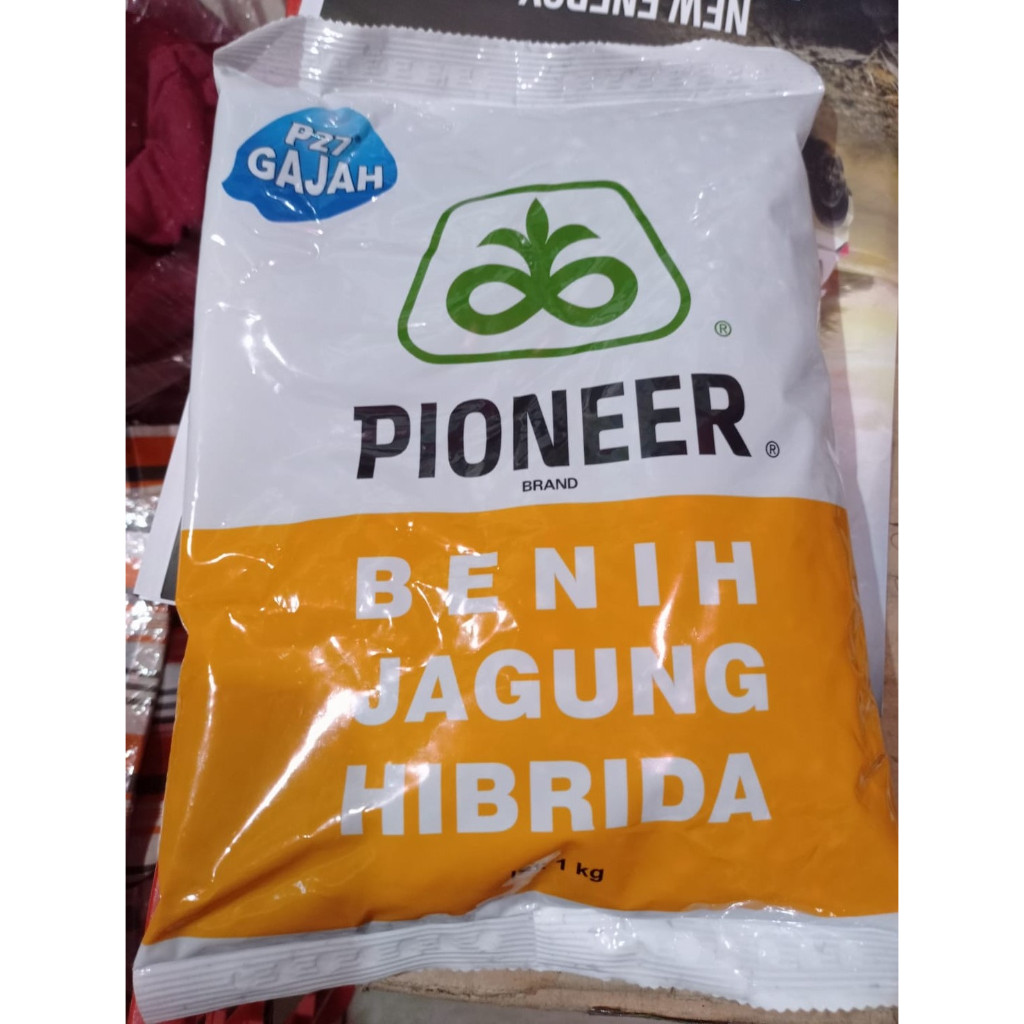 NEW ENERGY
P27®
GAJAH
®
PIONEER®
BRAND
BENIH
JAGUNG
HIBRIDA
1 kg